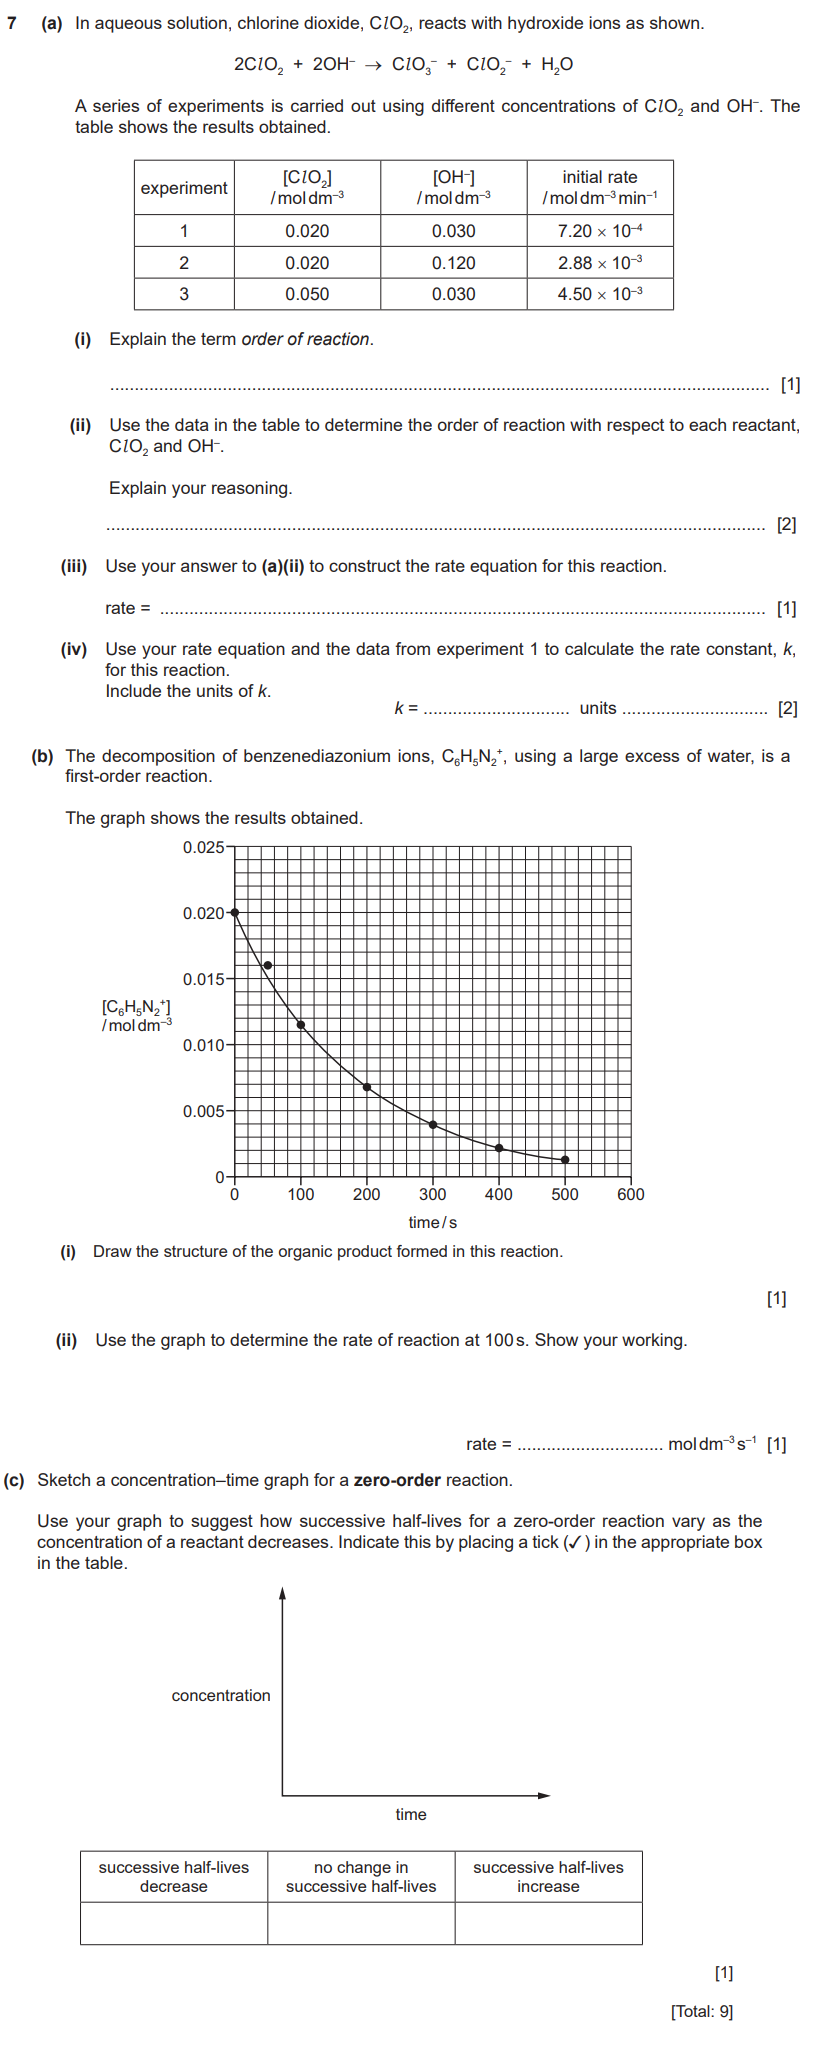 7 (a) In aqueous solution, chlorine dioxide, ClO₂, reacts with hydroxide ions as shown.
2ClO₂ + 2OH⁻ → ClO₃⁻ + ClO₂⁻ + H₂O
A series of experiments is carried out using different concentrations of ClO₂ and OH⁻. The
table shows the results obtained.
experiment [ClO₂] /mol dm⁻³ [OH⁻] /mol dm⁻³ initial rate /mol dm⁻³ min⁻¹
1 0.020 0.030 7.20 × 10⁻⁴
2 0.020 0.120 2.88 × 10⁻³
3 0.050 0.030 4.50 × 10⁻³
(i) Explain the term order of reaction.
.......... [1]
(ii) Use the data in the table to determine the order of reaction with respect to each reactant,
ClO₂ and OH⁻.
Explain your reasoning.
.......... [2]
(iii) Use your answer to (a)(ii) to construct the rate equation for this reaction.
rate = .......... [1]
(iv) Use your rate equation and the data from experiment 1 to calculate the rate constant, k,
for this reaction.
Include the units of k.
k = .......... units .......... [2]
(b) The decomposition of benzenediazonium ions, C₆H₅N₂⁺, using a large excess of water, is a
first-order reaction.
The graph shows the results obtained.
0.025
0.020
0.015
[C₆H₅N₂⁺]
/mol dm⁻³
0.010
0.005
0
0 100 200 300 400 500 600
time/s
(i) Draw the structure of the organic product formed in this reaction.
[1]
(ii) Use the graph to determine the rate of reaction at 100 s. Show your working.
rate = .......... mol dm⁻³ s⁻¹ [1]
(c) Sketch a concentration–time graph for a zero-order reaction.
Use your graph to suggest how successive half-lives for a zero-order reaction vary as the
concentration of a reactant decreases. Indicate this by placing a tick (✓) in the appropriate box
in the table.
concentration
time
successive half-lives decrease no change in successive half-lives successive half-lives increase
[1]
[Total: 9]